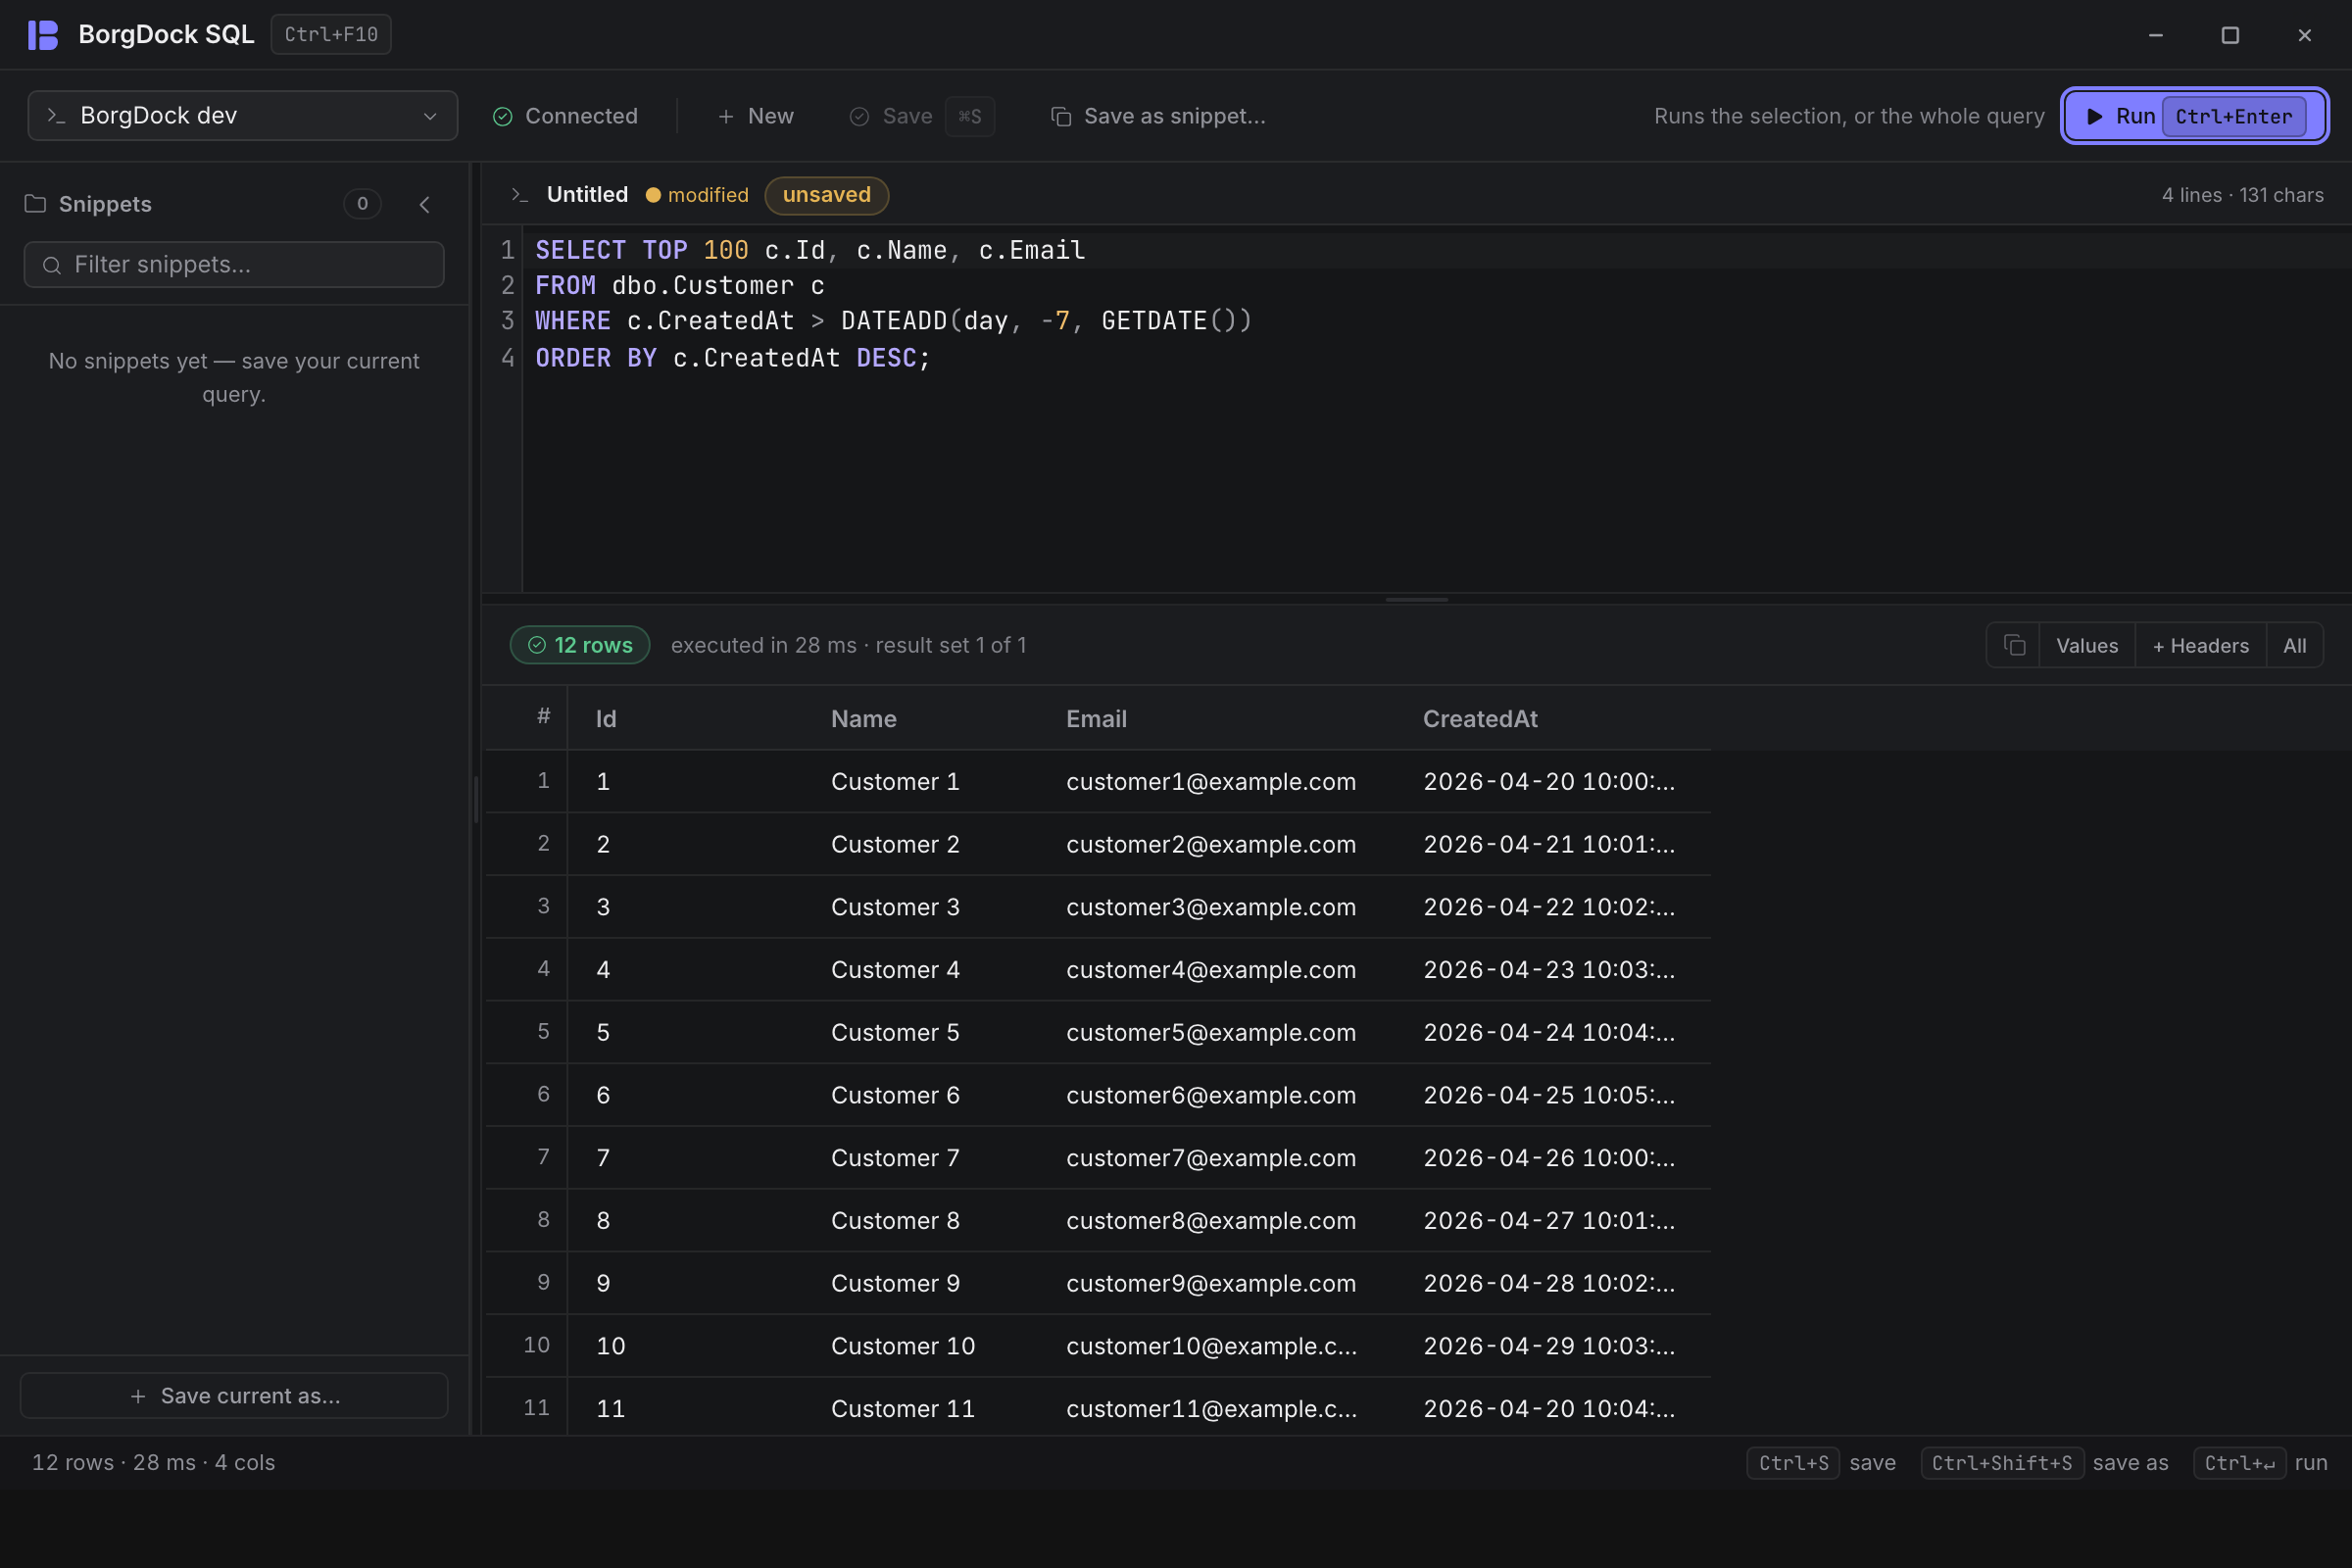 BorgDock SQL Ctrl+F10
BorgDock dev Connected New Save ⌘S Save as snippet... Runs the selection, or the whole query Run Ctrl+Enter
Snippets 0
Filter snippets...
No snippets yet — save your current
query.
Save current as...
Untitled modified unsaved 4 lines · 131 chars
1 SELECT TOP 100 c.Id, c.Name, c.Email
2 FROM dbo.Customer c
3 WHERE c.CreatedAt > DATEADD(day, -7, GETDATE())
4 ORDER BY c.CreatedAt DESC;
12 rows executed in 28 ms · result set 1 of 1 Values + Headers All
# Id Name Email CreatedAt
1 1 Customer 1 customer1@example.com 2026-04-20 10:00:...
2 2 Customer 2 customer2@example.com 2026-04-21 10:01:...
3 3 Customer 3 customer3@example.com 2026-04-22 10:02:...
4 4 Customer 4 customer4@example.com 2026-04-23 10:03:...
5 5 Customer 5 customer5@example.com 2026-04-24 10:04:...
6 6 Customer 6 customer6@example.com 2026-04-25 10:05:...
7 7 Customer 7 customer7@example.com 2026-04-26 10:00:...
8 8 Customer 8 customer8@example.com 2026-04-27 10:01:...
9 9 Customer 9 customer9@example.com 2026-04-28 10:02:...
10 10 Customer 10 customer10@example.c... 2026-04-29 10:03:...
11 11 Customer 11 customer11@example.c... 2026-04-20 10:04:...
12 rows · 28 ms · 4 cols Ctrl+S save Ctrl+Shift+S save as Ctrl+↵ run